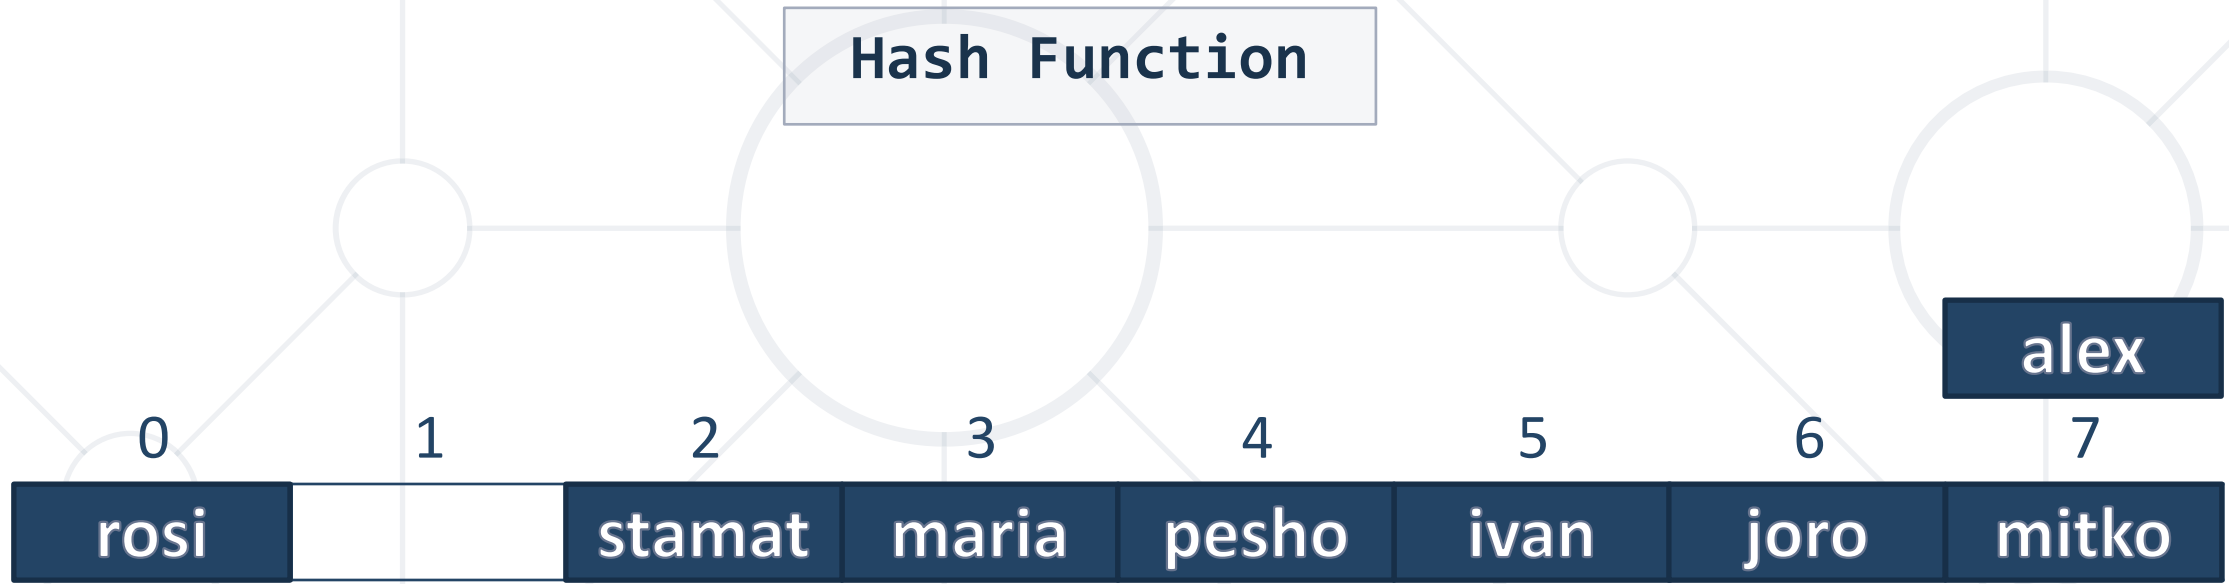 Hash Function
alex
0 1 2 3 4 5 6 7
rosi stamat maria pesho ivan joro mitko